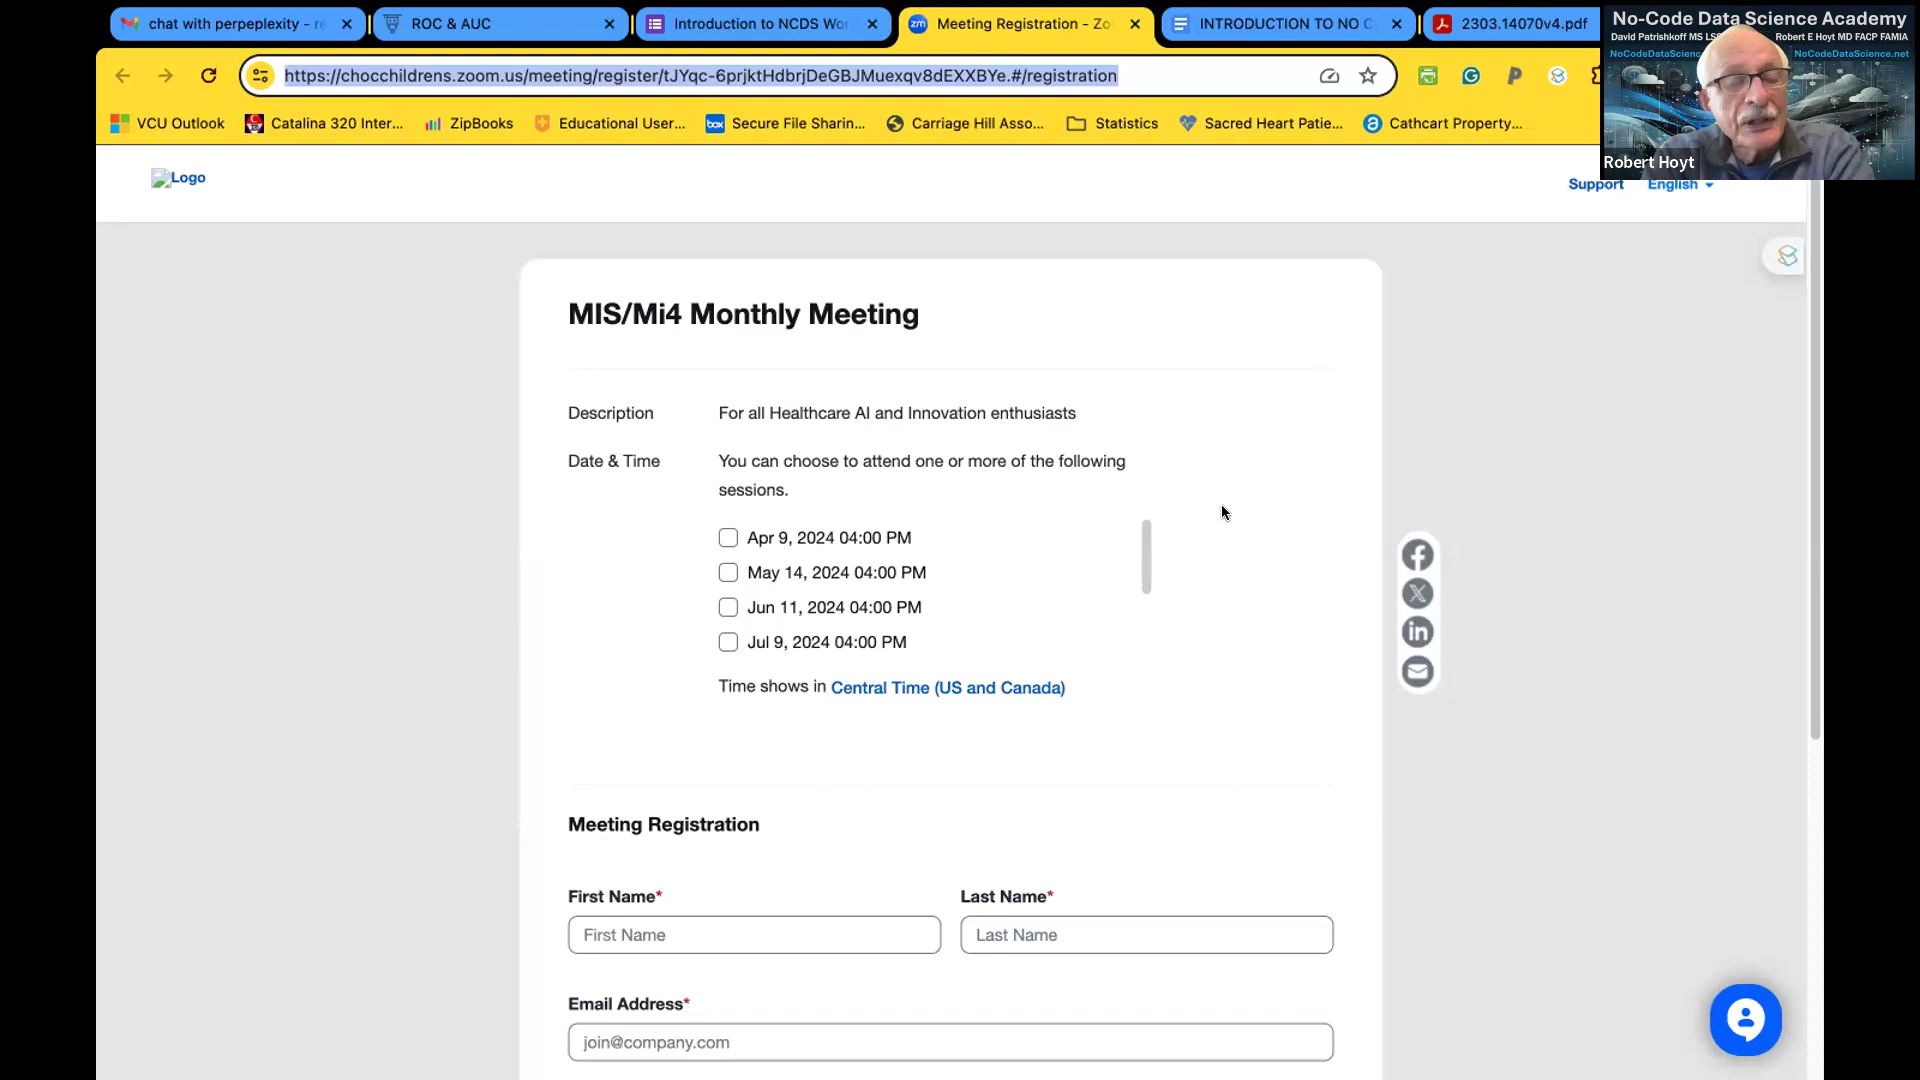 chat with perpeplexity - re
ROC & AUC
Introduction to NCDS Wor
Meeting Registration - Zo
INTRODUCTION TO NO C
2303.14070v4.pdf
https://chocchildrens.zoom.us/meeting/register/tJYqc-6prjktHdbrjDeGBJMuexqv8dEXXBYe.#/registration
VCU Outlook
Catalina 320 Inter...
ZipBooks
Educational User...
Secure File Sharin...
Carriage Hill Asso...
Statistics
Sacred Heart Patie...
Cathcart Property...
No-Code Data Science Academy
David Patrishkoff MS LSS
Robert E Hoyt MD FACP FAMIA
NoCodeDataScience
NoCodeDataScience.net
Robert Hoyt
Logo
Support
English
MIS/Mi4 Monthly Meeting
Description
For all Healthcare AI and Innovation enthusiasts
Date & Time
You can choose to attend one or more of the following
sessions.
Apr 9, 2024 04:00 PM
May 14, 2024 04:00 PM
Jun 11, 2024 04:00 PM
Jul 9, 2024 04:00 PM
Time shows in Central Time (US and Canada)
Meeting Registration
First Name*
Last Name*
First Name
Last Name
Email Address*
join@company.com